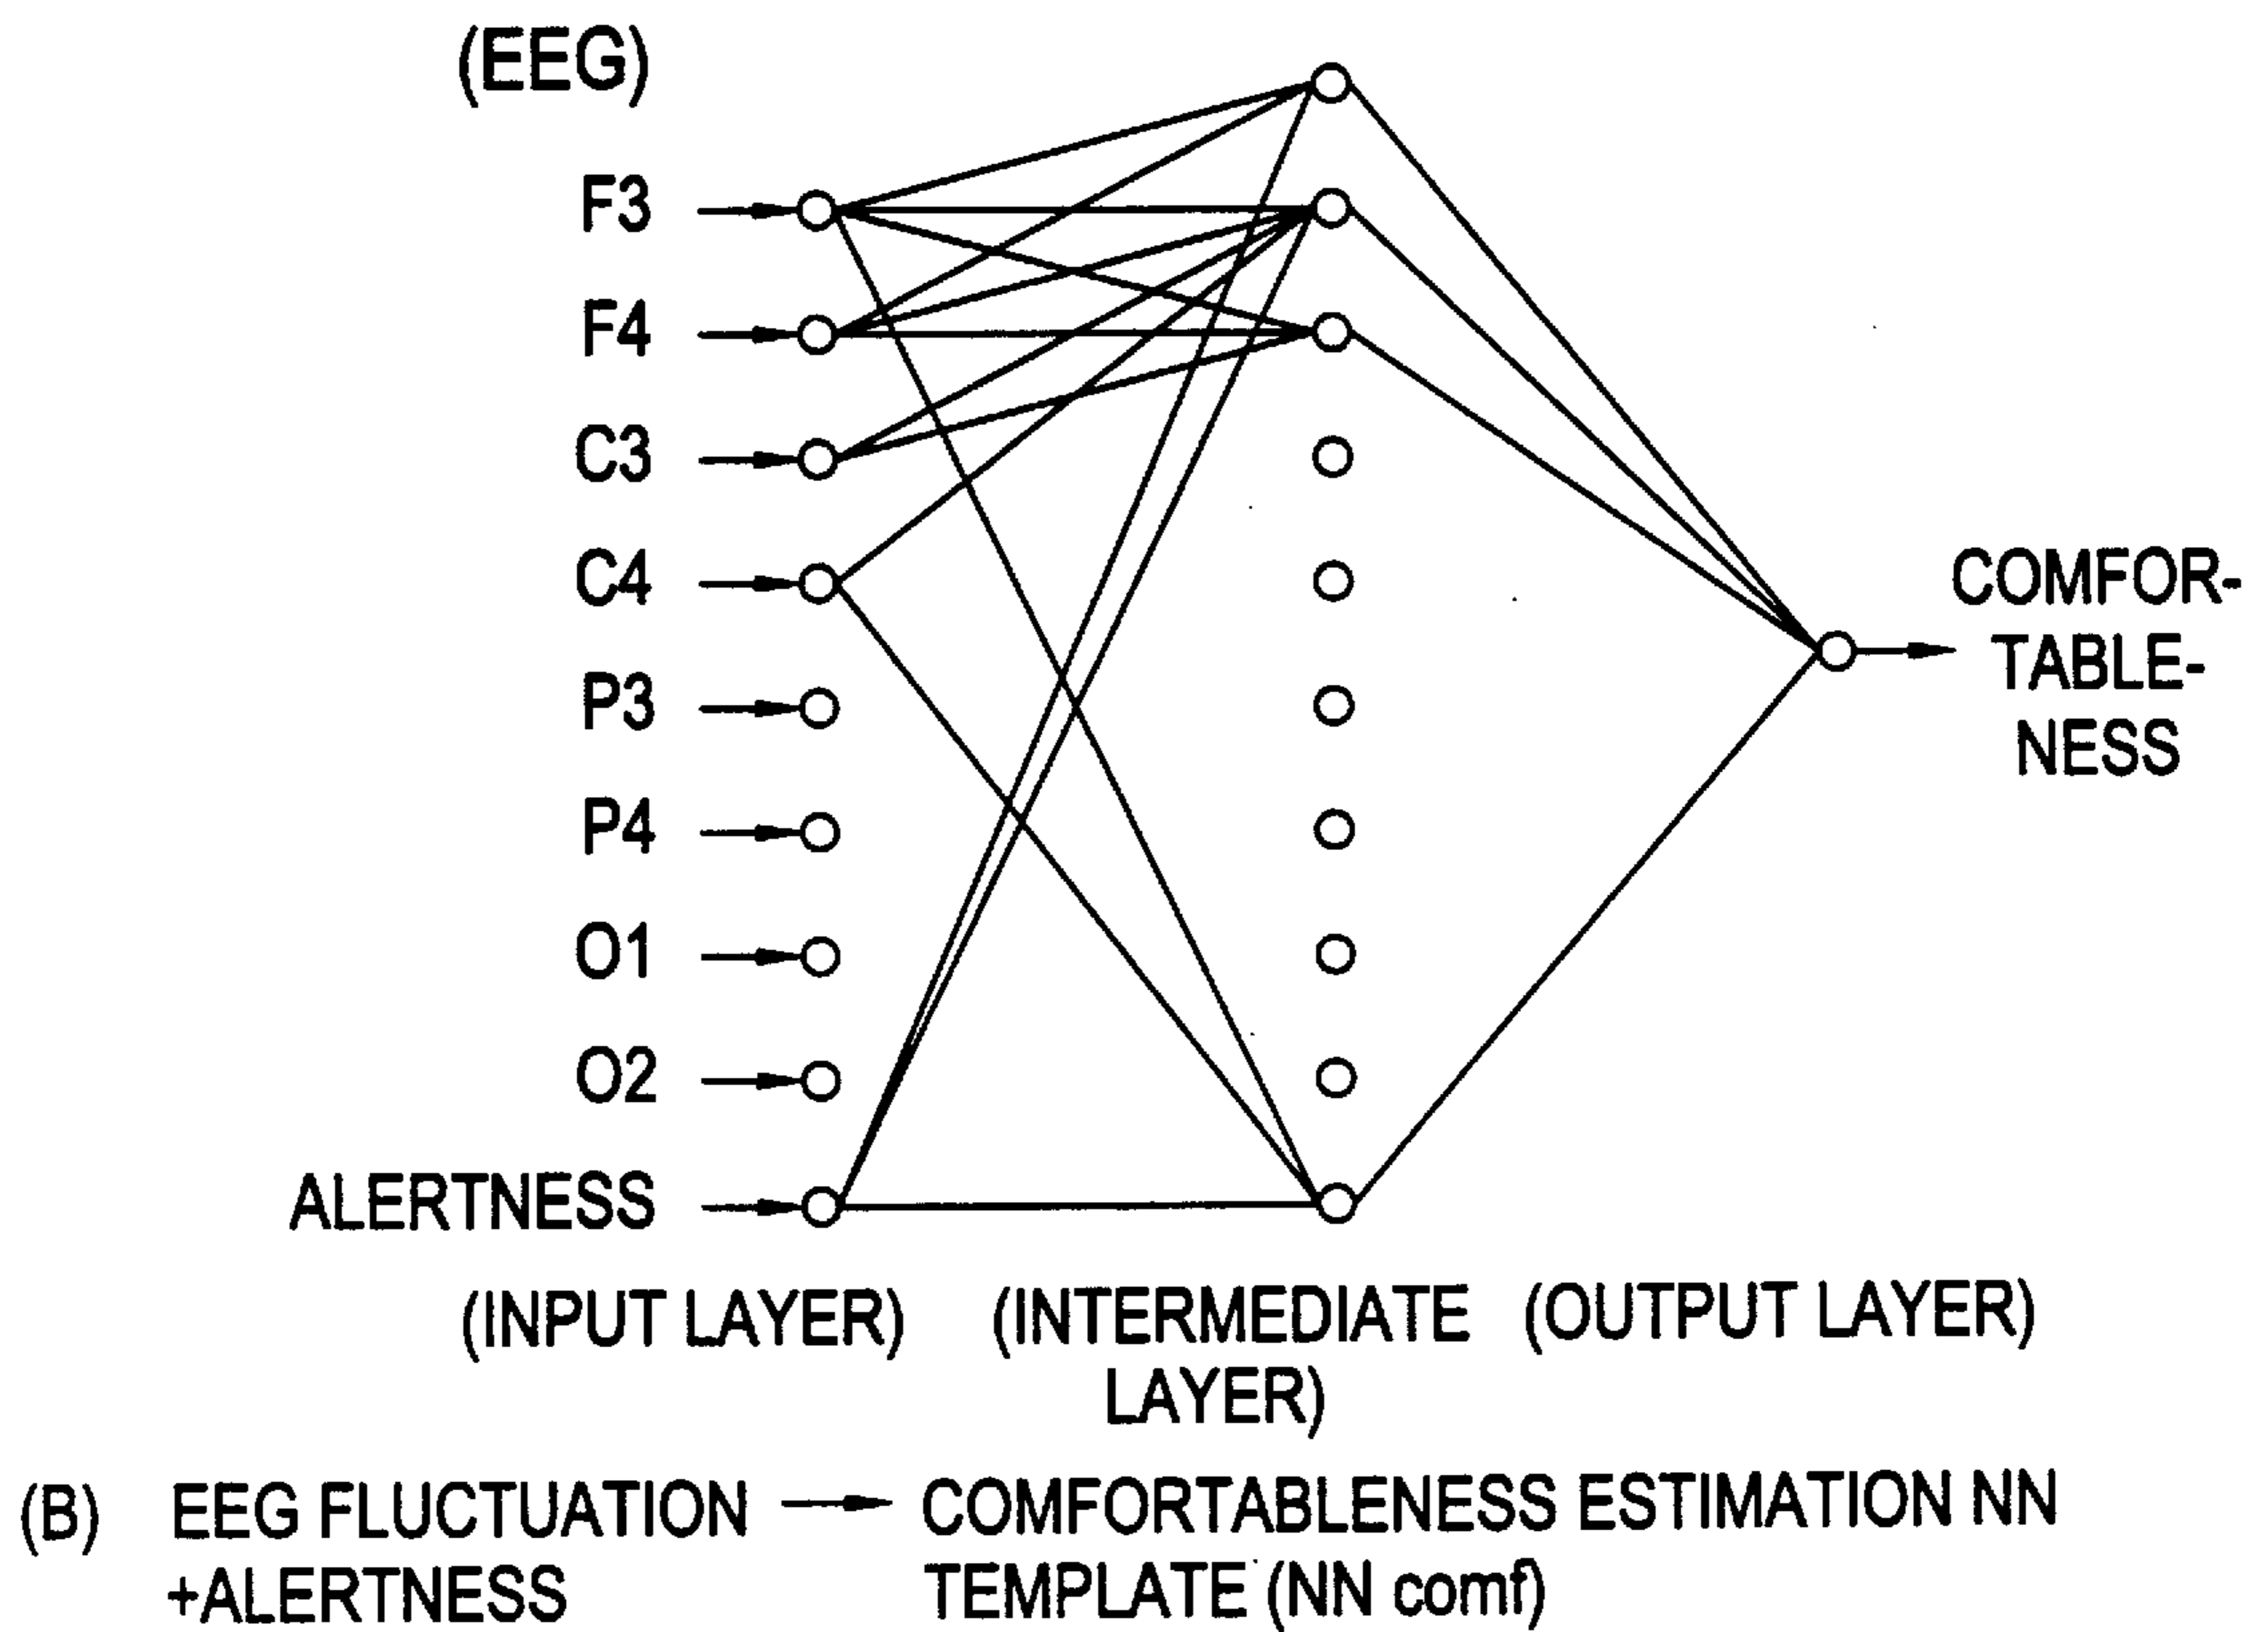 (EEG)
F3
F4
C3
C4
P3
P4
O1
O2
ALERTNESS
COMFOR-
TABLE-
NESS
(INPUT LAYER)
(INTERMEDIATE
LAYER)
(OUTPUT LAYER)
(B) EEG FLUCTUATION → COMFORTABLENESS ESTIMATION NN
+ALERTNESS TEMPLATE (NN comf)